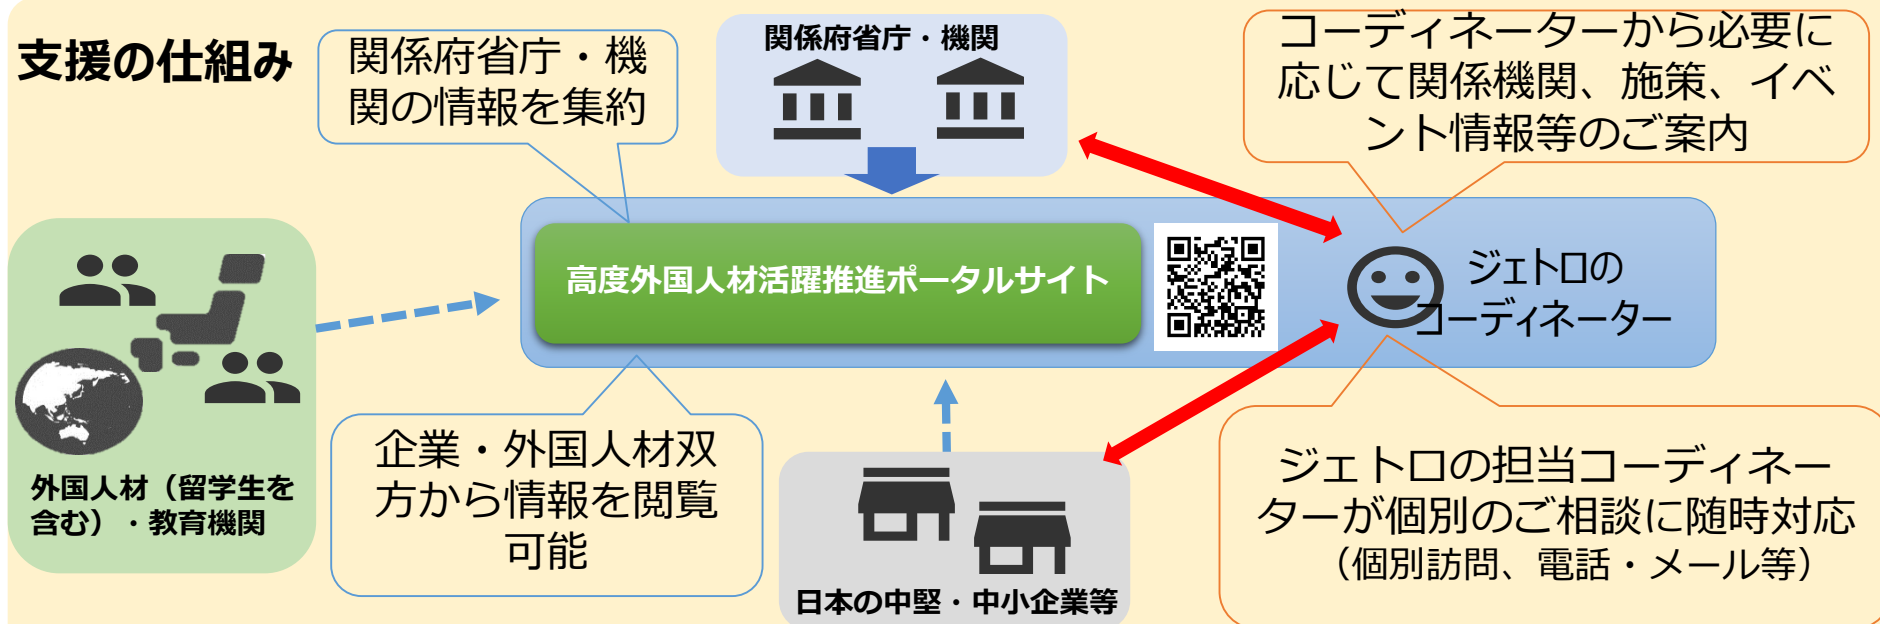 支援の仕組み
関係府省庁・機
関の情報を集約
関係府省庁・機関
コーディネーターから必要に
応じて関係機関、施策、イベ
ント情報等のご案内
高度外国人材活躍推進ポータルサイト
ジェトロの
コーディネーター
外国人材（留学生を
含む）・教育機関
企業・外国人材双
方から情報を閲覧
可能
日本の中堅・中小企業等
ジェトロの担当コーディネー
ターが個別のご相談に随時対応
（個別訪問、電話・メール等）